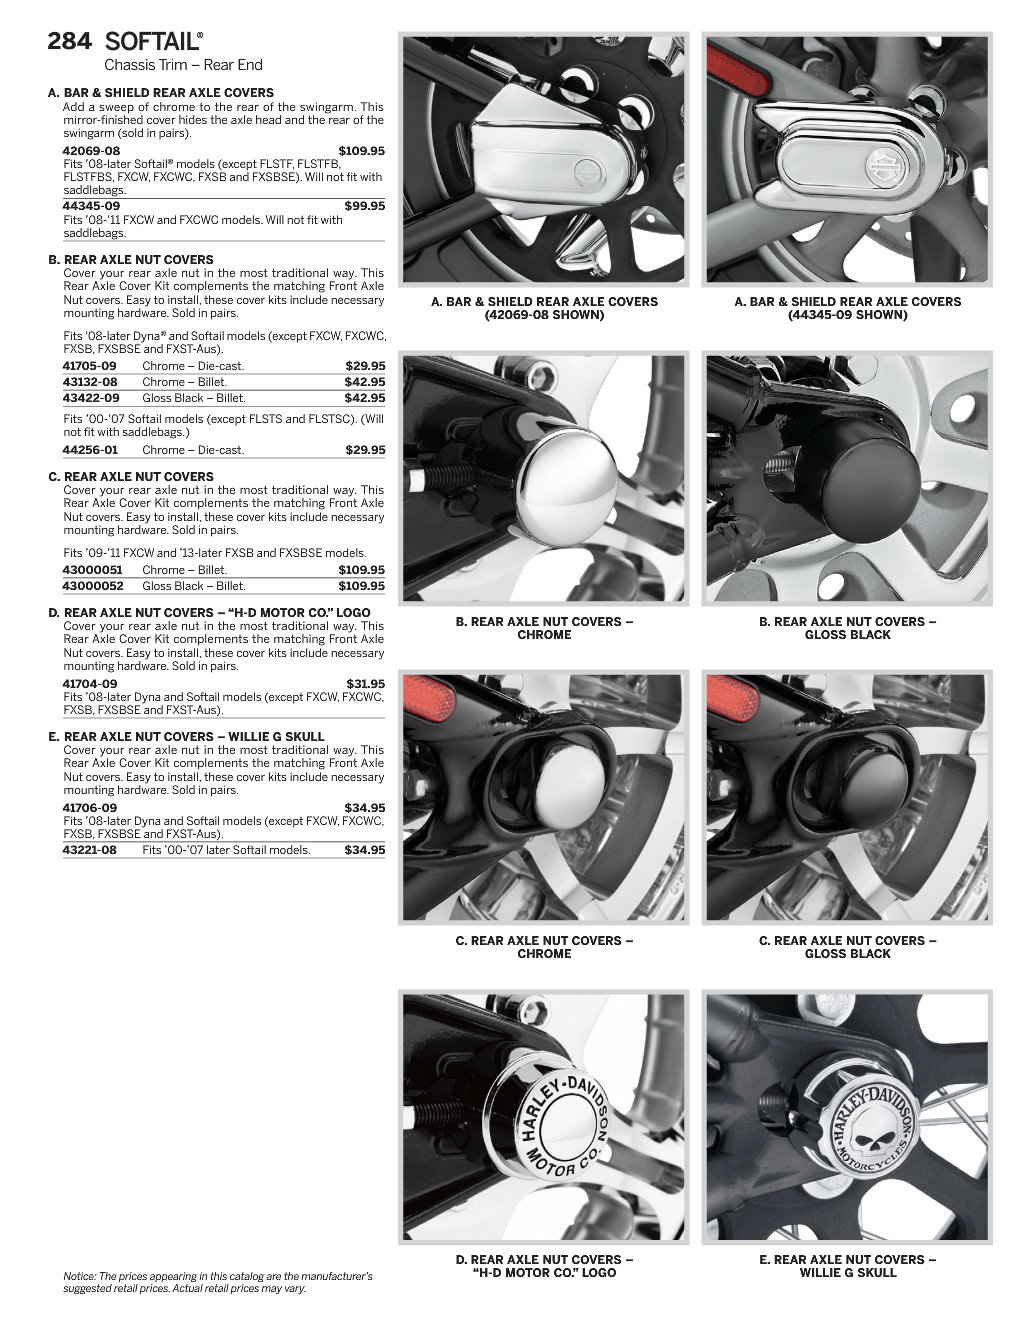 284 SOFTAIL®
Chassis Trim – Rear End
A. BAR & SHIELD REAR AXLE COVERS
Add a sweep of chrome to the rear of the swingarm. This
mirror-finished cover hides the axle head and the rear of the
swingarm (sold in pairs).
42069-08 $109.95
Fits ’08-later Softail® models (except FLSTF, FLSTFB,
FLSTFBS, FXCW, FXCWC, FXSB and FXSBSE). Will not fit with
saddlebags.
44345-09 $99.95
Fits ’08-’11 FXCW and FXCWC models. Will not fit with
saddlebags.
B. REAR AXLE NUT COVERS
Cover your rear axle nut in the most traditional way. This
Rear Axle Cover Kit complements the matching Front Axle
Nut covers. Easy to install, these cover kits include necessary
mounting hardware. Sold in pairs.
Fits ’08-later Dyna® and Softail models (except FXCW, FXCWC,
FXSB, FXSBSE and FXST-Aus).
41705-09 Chrome – Die-cast. $29.95
43132-08 Chrome – Billet. $42.95
43422-09 Gloss Black – Billet. $42.95
Fits ’00-’07 Softail models (except FLSTS and FLSTSC). (Will
not fit with saddlebags.)
44256-01 Chrome – Die-cast. $29.95
C. REAR AXLE NUT COVERS
Cover your rear axle nut in the most traditional way. This
Rear Axle Cover Kit complements the matching Front Axle
Nut covers. Easy to install, these cover kits include necessary
mounting hardware. Sold in pairs.
Fits ’09-’11 FXCW and ’13-later FXSB and FXSBSE models.
43000051 Chrome – Billet. $109.95
43000052 Gloss Black – Billet. $109.95
D. REAR AXLE NUT COVERS – “H-D MOTOR CO.” LOGO
Cover your rear axle nut in the most traditional way. This
Rear Axle Cover Kit complements the matching Front Axle
Nut covers. Easy to install, these cover kits include necessary
mounting hardware. Sold in pairs.
41704-09 $31.95
Fits ’08-later Dyna and Softail models (except FXCW, FXCWC,
FXSB, FXSBSE and FXST-Aus).
E. REAR AXLE NUT COVERS – WILLIE G SKULL
Cover your rear axle nut in the most traditional way. This
Rear Axle Cover Kit complements the matching Front Axle
Nut covers. Easy to install, these cover kits include necessary
mounting hardware. Sold in pairs.
41706-09 $34.95
Fits ’08-later Dyna and Softail models (except FXCW, FXCWC,
FXSB, FXSBSE and FXST-Aus).
43221-08 Fits ’00-’07 later Softail models. $34.95
Notice: The prices appearing in this catalog are the manufacturer’s
suggested retail prices. Actual retail prices may vary.
A. BAR & SHIELD REAR AXLE COVERS
(42069-08 SHOWN)
A. BAR & SHIELD REAR AXLE COVERS
(44345-09 SHOWN)
B. REAR AXLE NUT COVERS –
CHROME
B. REAR AXLE NUT COVERS –
GLOSS BLACK
C. REAR AXLE NUT COVERS –
CHROME
C. REAR AXLE NUT COVERS –
GLOSS BLACK
HARLEY-DAVIDSON
MOTOR CO.
HARLEY-DAVIDSON
MOTORCYCLES
D. REAR AXLE NUT COVERS –
“H-D MOTOR CO.” LOGO
E. REAR AXLE NUT COVERS –
WILLIE G SKULL